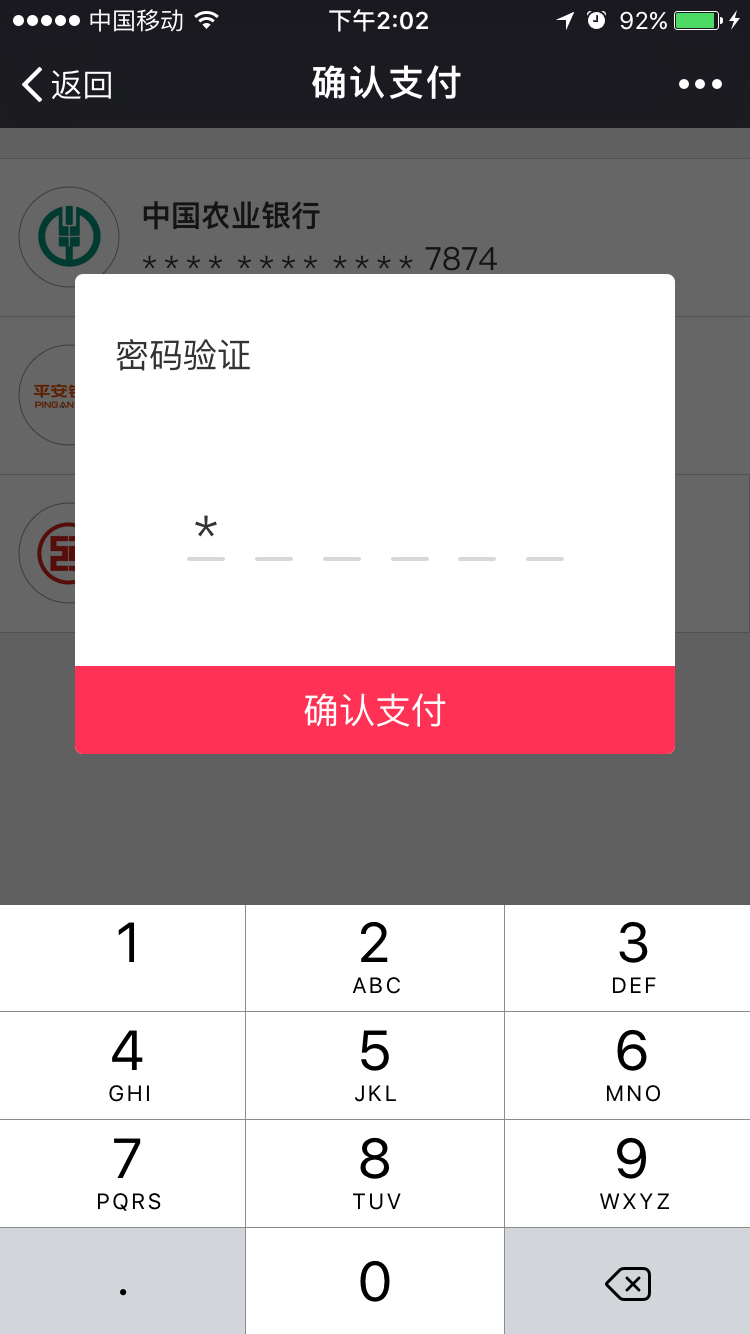 中国移动 下午2:02 92%
返回 确认支付
中国农业银行
**** **** **** 7874
平安
PINGAN
密码验证
*
确认支付
1 2 3
ABC DEF
4 5 6
GHI JKL MNO
7 8 9
PQRS TUV WXYZ
. 0